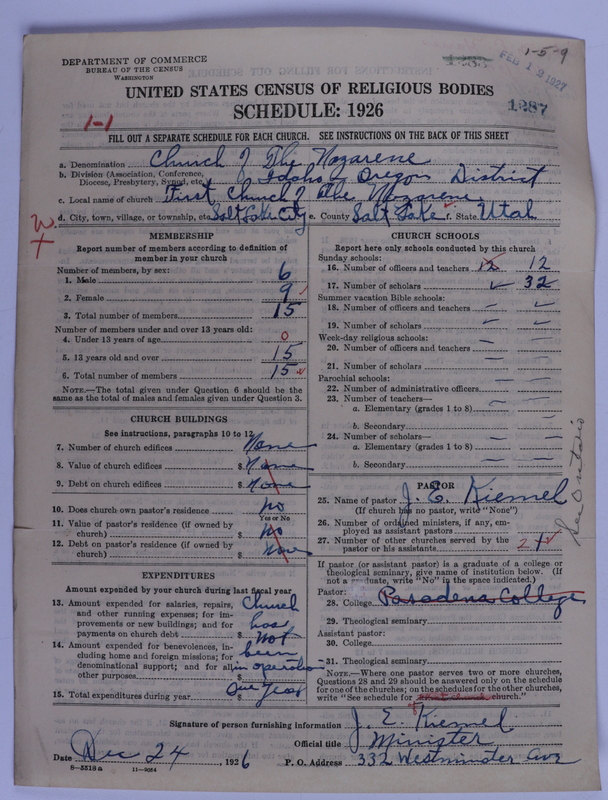 1-5-9
FEB 12 1927
DEPARTMENT OF COMMERCE
BUREAU OF THE CENSUS
WASHINGTON
UNITED STATES CENSUS OF RELIGIOUS BODIES
SCHEDULE: 1926
1287
1-1
FILL OUT A SEPARATE SCHEDULE FOR EACH CHURCH. SEE INSTRUCTIONS ON THE BACK OF THIS SHEET
a. Denomination Church of The Nazarene
b. Division (Association, Conference, Diocese, Presbytery, Synod, etc.) Idaho & Oregon District
c. Local name of church First Church of The Nazarene
d. City, town, village, or township, etc. Salt Lake City e. County Salt Lake f. State Utah
MEMBERSHIP
Report number of members according to definition of
member in your church
Number of members, by sex:
1. Male 6
2. Female 9
3. Total number of members 15
Number of members under and over 13 years old:
4. Under 13 years of age 0
5. 13 years old and over 15
6. Total number of members 15
NOTE.—The total given under Question 6 should be
the same as the total of males and females given under Question 3.
CHURCH BUILDINGS
See instructions, paragraphs 10 to 12
7. Number of church edifices None
8. Value of church edifices $ None
9. Debt on church edifices $ None
10. Does church own pastor's residence? No
Yes or No
11. Value of pastor's residence (if owned by
church) $ No
12. Debt on pastor's residence (if owned by
church) $ None
EXPENDITURES
Amount expended by your church during last fiscal year
13. Amount expended for salaries, repairs,
and other running expenses; for im-
provements or new buildings; and for
payments on church debt $
14. Amount expended for benevolences, in-
cluding home and foreign missions; for
denominational support; and for all
other purposes $
15. Total expenditures during year $
Church
has
not
been
in operation
One Year
CHURCH SCHOOLS
Report here only schools conducted by this church
Sunday schools:
16. Number of officers and teachers 12 12
17. Number of scholars 32
Summer vacation Bible schools:
18. Number of officers and teachers
19. Number of scholars
Week-day religious schools:
20. Number of officers and teachers
21. Number of scholars
Parochial schools:
22. Number of administrative officers
23. Number of teachers—
a. Elementary (grades 1 to 8)
b. Secondary
24. Number of scholars—
a. Elementary (grades 1 to 8)
b. Secondary
PASTOR
25. Name of pastor J. E. Kiemel
(If church has no pastor, write "None")
26. Number of ordained ministers, if any, em-
ployed as assistant pastors
27. Number of other churches served by the
pastor or his assistants
If pastor (or assistant pastor) is a graduate of a college or
theological seminary, give name of institution below. (If
not a graduate, write "No" in the space indicated.)
Pastor:
28. College Pasadena College
29. Theological seminary
Assistant pastor:
30. College
31. Theological seminary
NOTE.—Where one pastor serves two or more churches,
Questions 28 and 29 should be answered only on the schedule
for one of the churches; on the schedules for the other churches,
write "See schedule for church."
See Ontario
Signature of person furnishing information J. E. Kiemel
Official title Minister
Date Dec 24, 1926 P. O. Address 332 Westminster Ave
8-5518a 11-9064